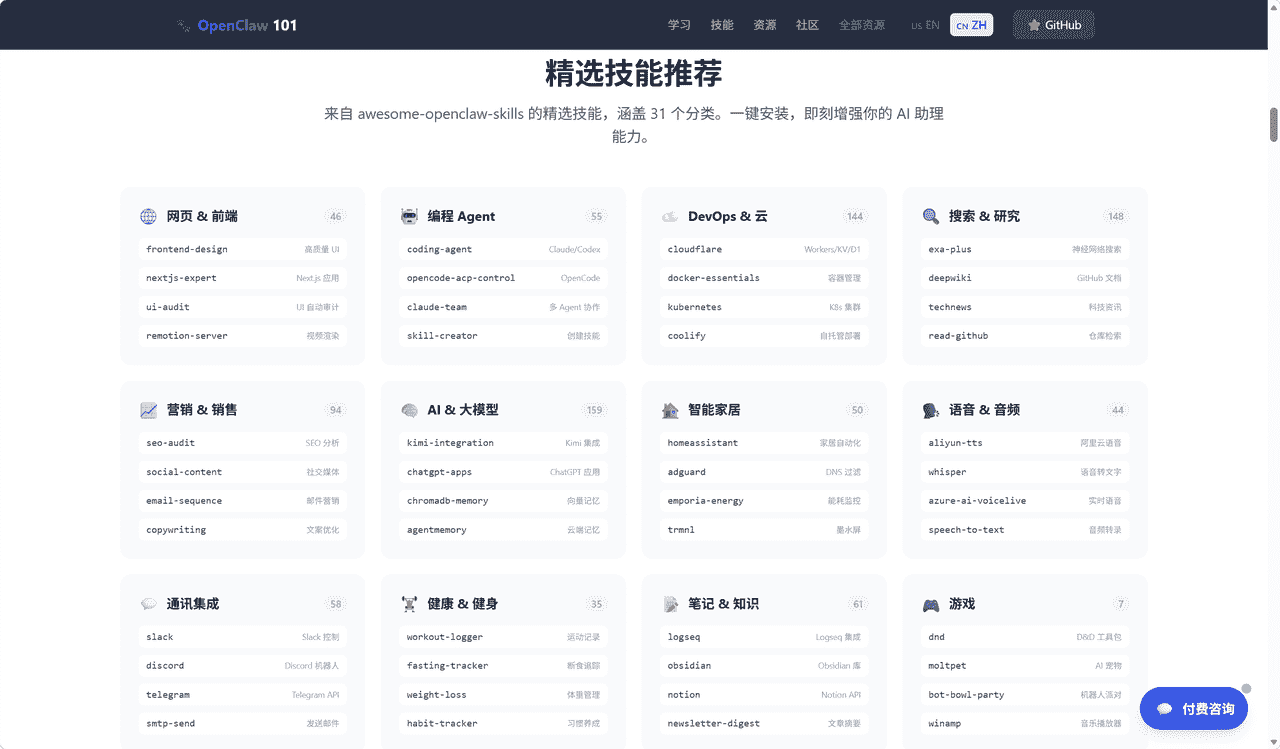 OpenClaw 101
学习 技能 资源 社区 全部资源 US EN CN ZH GitHub
精选技能推荐
来自 awesome-openclaw-skills 的精选技能，涵盖 31 个分类。一键安装，即刻增强你的 AI 助理
能力。
网页 & 前端 46
frontend-design 高质量 UI
nextjs-expert Next.js 应用
ui-audit UI 自动审计
remotion-server 视频渲染
编程 Agent 55
coding-agent Claude/Codex
opencode-acp-control OpenCode
claude-team 多 Agent 协作
skill-creator 创建技能
DevOps & 云 144
cloudflare Workers/KV/D1
docker-essentials 容器管理
kubernetes K8s 集群
coolify 自托管部署
搜索 & 研究 148
exa-plus 神经网络搜索
deepwiki GitHub 文档
technews 科技资讯
read-github 仓库检索
营销 & 销售 94
seo-audit SEO 分析
social-content 社交媒体
email-sequence 邮件营销
copywriting 文案优化
AI & 大模型 159
kimi-integration Kimi 集成
chatgpt-apps ChatGPT 应用
chromadb-memory 向量记忆
agentmemory 云端记忆
智能家居 50
homeassistant 家居自动化
adguard DNS 过滤
emporia-energy 能耗监控
trmnl 墨水屏
语音 & 音频 44
aliyun-tts 阿里云语音
whisper 语音转文字
azure-ai-voicelive 实时语音
speech-to-text 音频转录
通讯集成 58
slack Slack 控制
discord Discord 机器人
telegram Telegram API
smtp-send 发送邮件
健康 & 健身 35
workout-logger 运动记录
fasting-tracker 断食追踪
weight-loss 体重管理
habit-tracker 习惯养成
笔记 & 知识 61
logseq Logseq 集成
obsidian Obsidian 库
notion Notion API
newsletter-digest 文章摘要
游戏 7
dnd D&D 工具包
moltpet AI 宠物
bot-bowl-party 机器人派对
winamp 音乐播放器
付费咨询